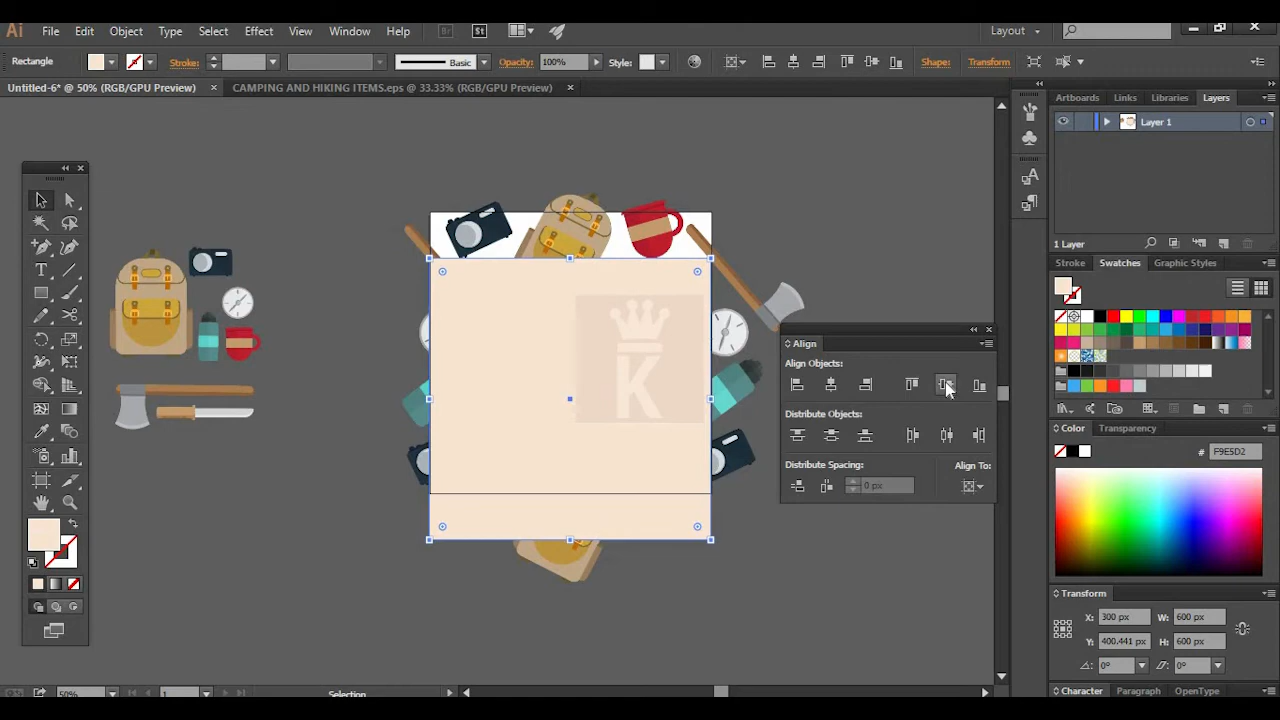 Ai File Edit Object Type Select Effect View Window Help Br St Layout
Rectangle Stroke: Basic Opacity: 100% Style: Shape: Transform
Untitled-6* @ 50% (RGB/GPU Preview) × CAMPING AND HIKING ITEMS.eps @ 33.33% (RGB/GPU Preview) ×
Artboards Links Libraries Layers
Layer 1
1 Layer
Stroke Swatches Graphic Styles
K
Align
Align Objects:
Distribute Objects:
Distribute Spacing: Align To:
0 px
Color Transparency
# F9E5D2
Transform
X: 300 px W: 600 px
Y: 400.441 px H: 600 px
0° 0°
50% 1 Selection
Character Paragraph OpenType